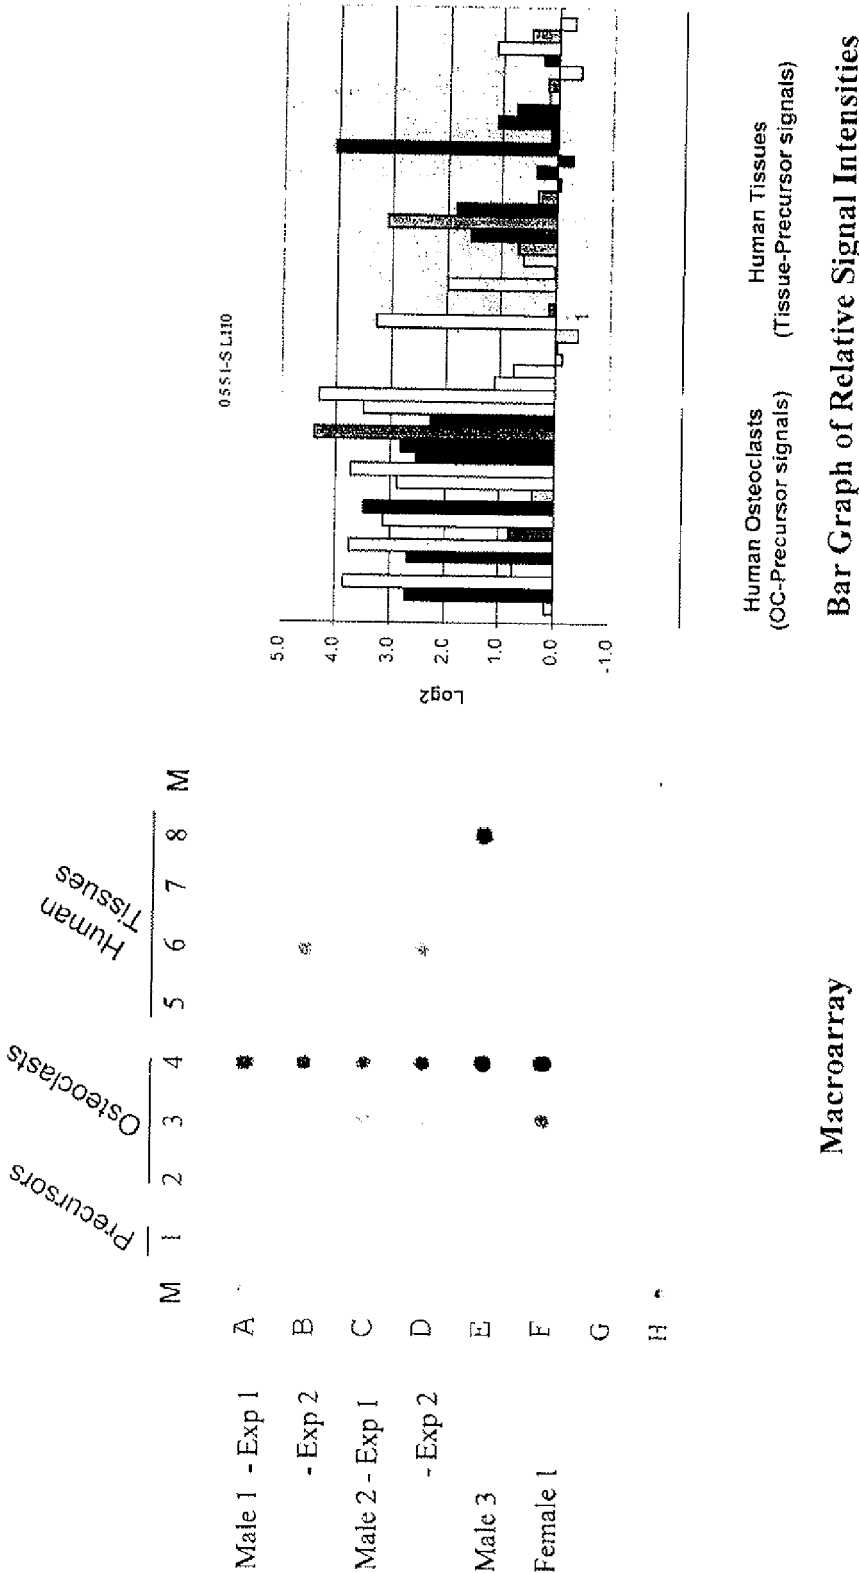 Precursors
Osteoclasts
Human
Tissues
M 1 2 3 4 5 6 7 8 M
Male 1 - Exp 1 A
- Exp 2 B
Male 2 - Exp 1 C
- Exp 2 D
Male 3 E
Female 1 F
G
H
Macroarray
0551-S L110
Log2
5.0
4.0
3.0
2.0
1.0
0.0
-1.0
1
Human Osteoclasts
(OC-Precursor signals)
Human Tissues
(Tissue-Precursor signals)
Bar Graph of Relative Signal Intensities